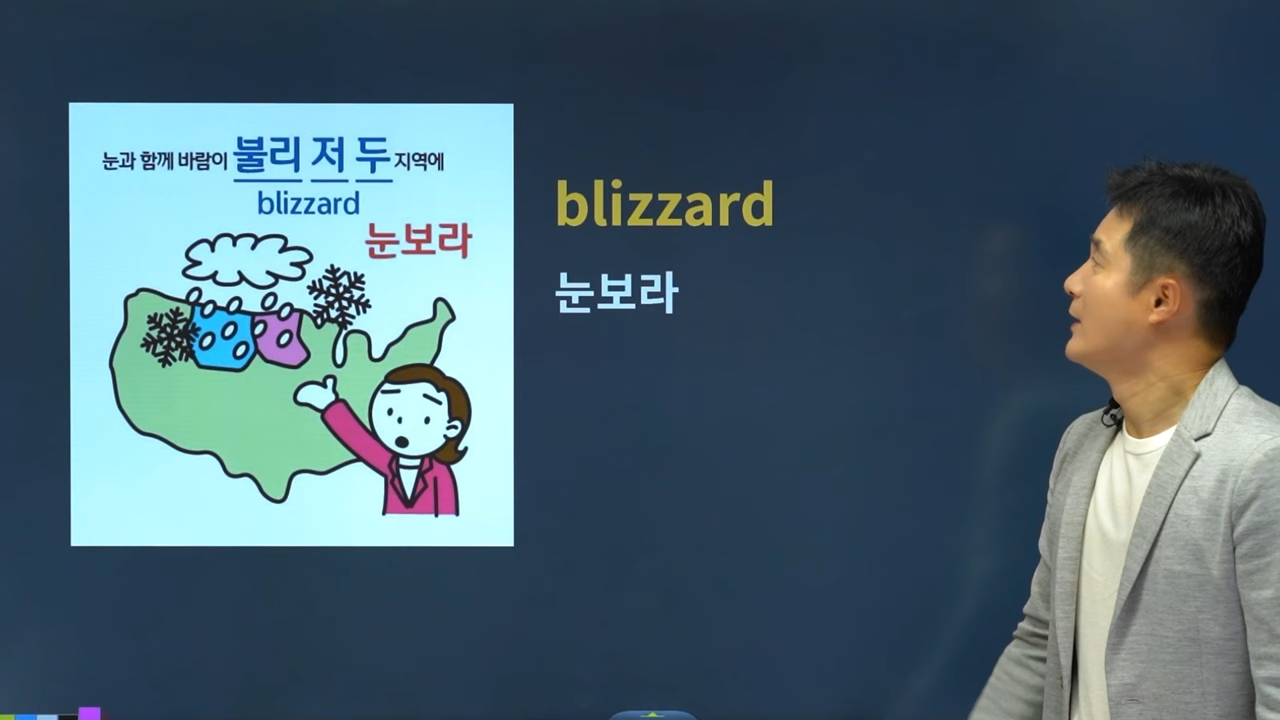 눈과 함께 바람이 불리 저 두 지역에
blizzard
눈보라
blizzard
눈보라